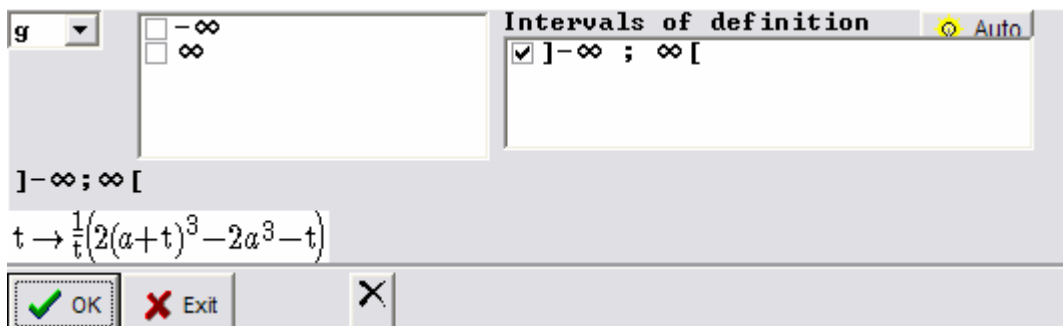 g
-∞
∞
Intervals of definition
Auto
]-∞ ; ∞[
]-∞;∞[
t → 1/t(2(a+t)³−2a³−t)
OK
Exit